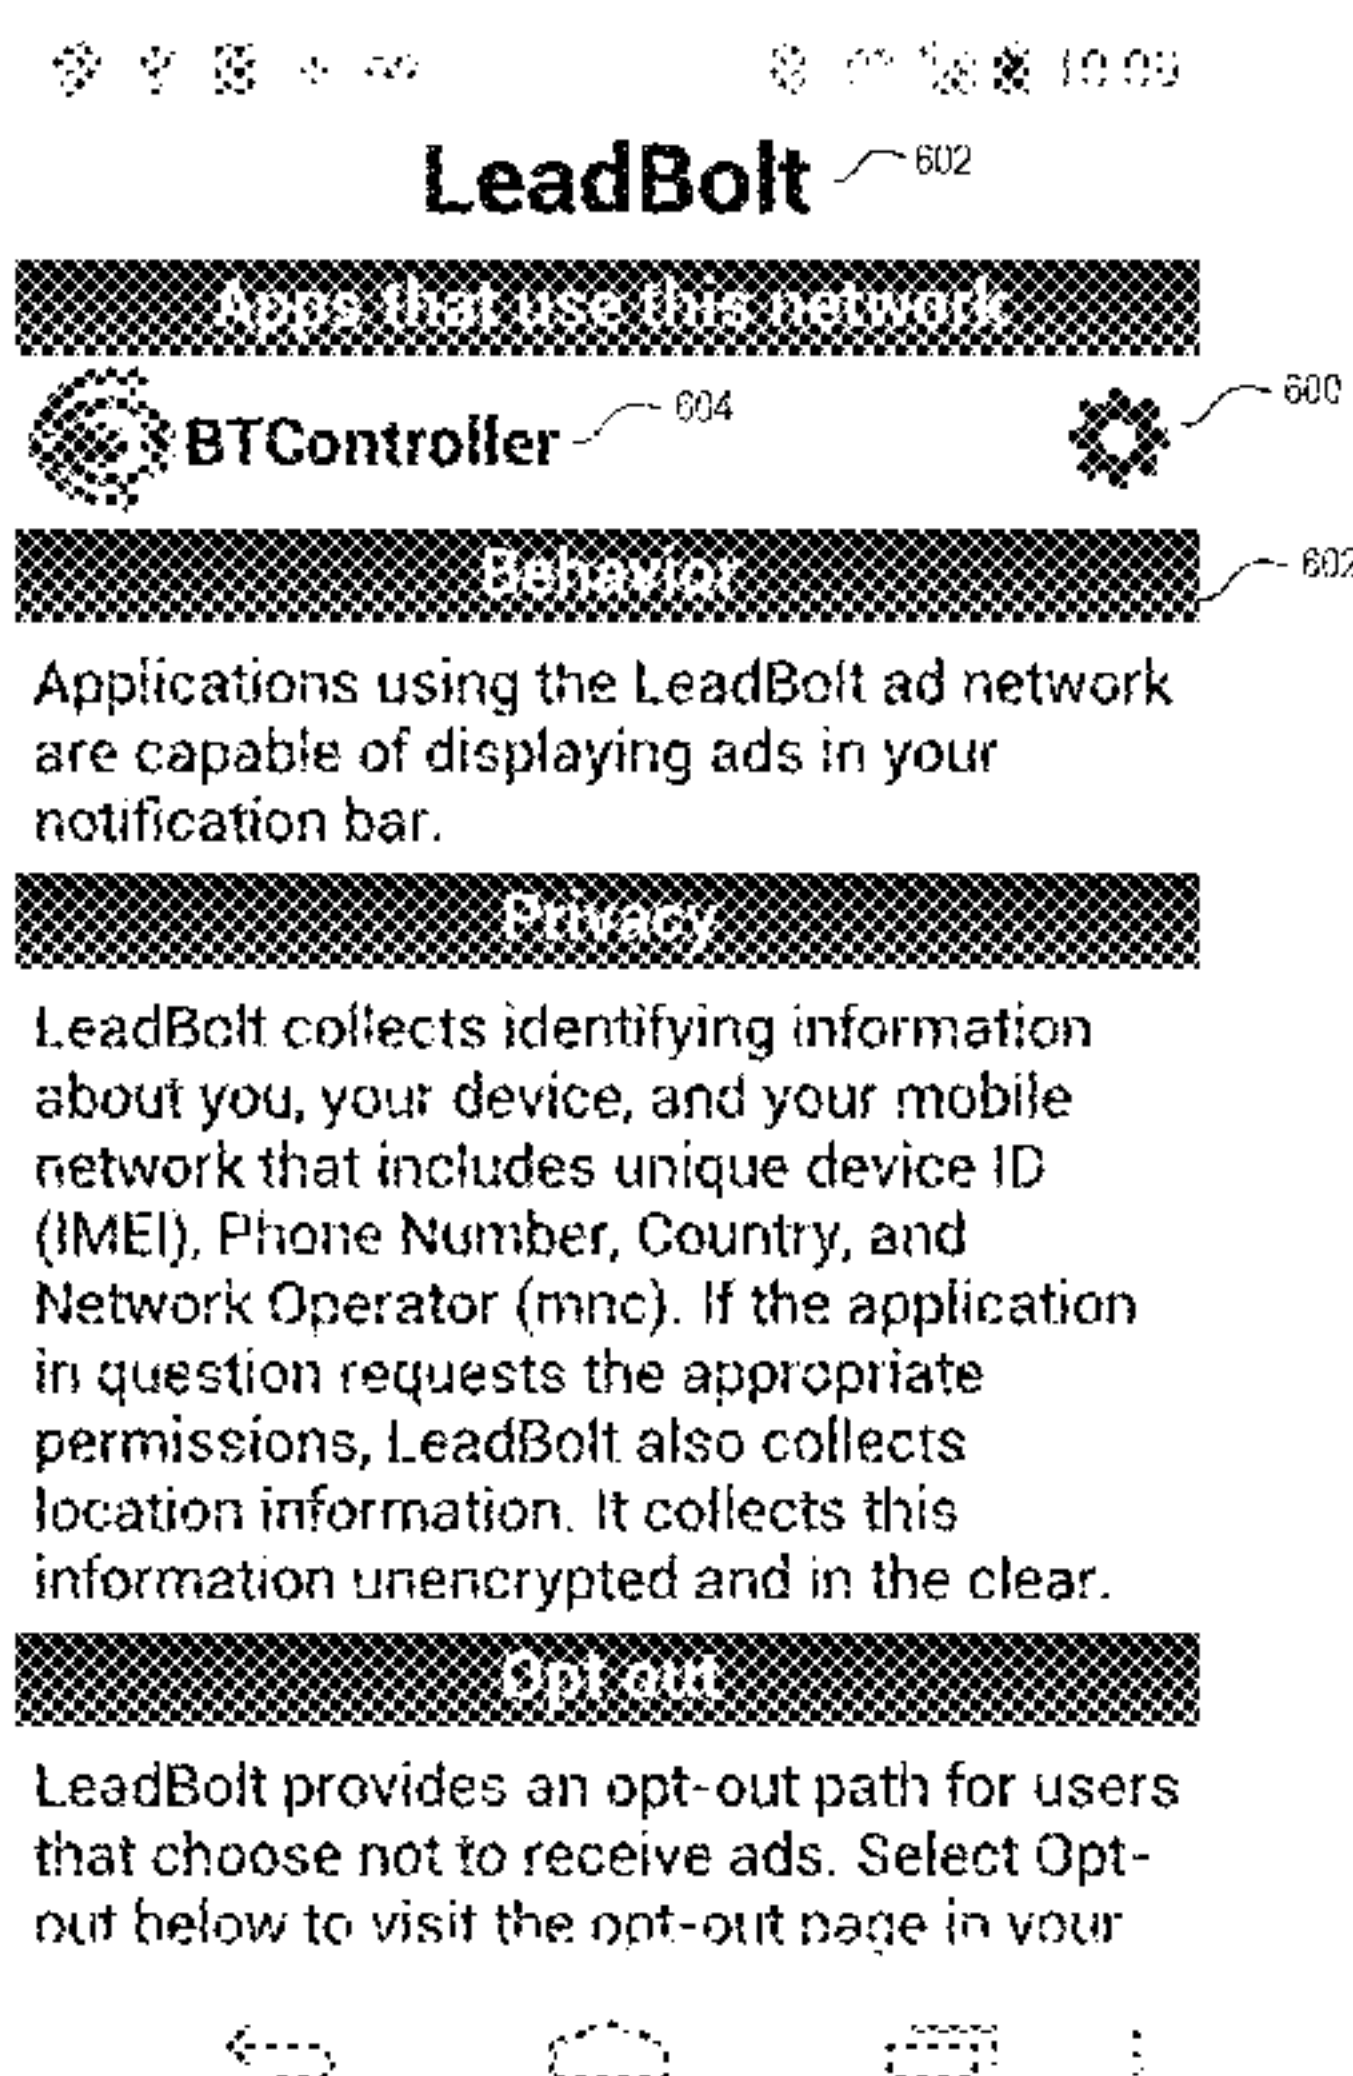 10:09
LeadBolt 602
Apps that use this network
BTController 604 600
Behavior 602
Applications using the LeadBolt ad network
are capable of displaying ads in your
notification bar.
Privacy
LeadBolt collects identifying information
about you, your device, and your mobile
network that includes unique device ID
(IMEI), Phone Number, Country, and
Network Operator (mnc). If the application
in question requests the appropriate
permissions, LeadBolt also collects
location information. It collects this
information unencrypted and in the clear.
Opt out
LeadBolt provides an opt-out path for users
that choose not to receive ads. Select Opt-
out below to visit the opt-out page in your